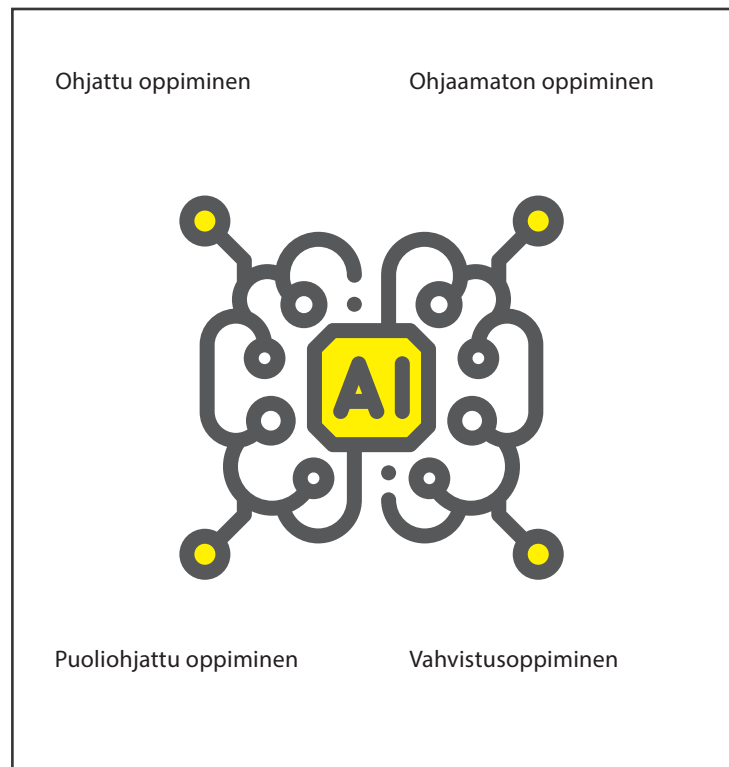 Ohjattu oppiminen
Ohjaamaton oppiminen
AI
Puoliohjattu oppiminen
Vahvistusoppiminen